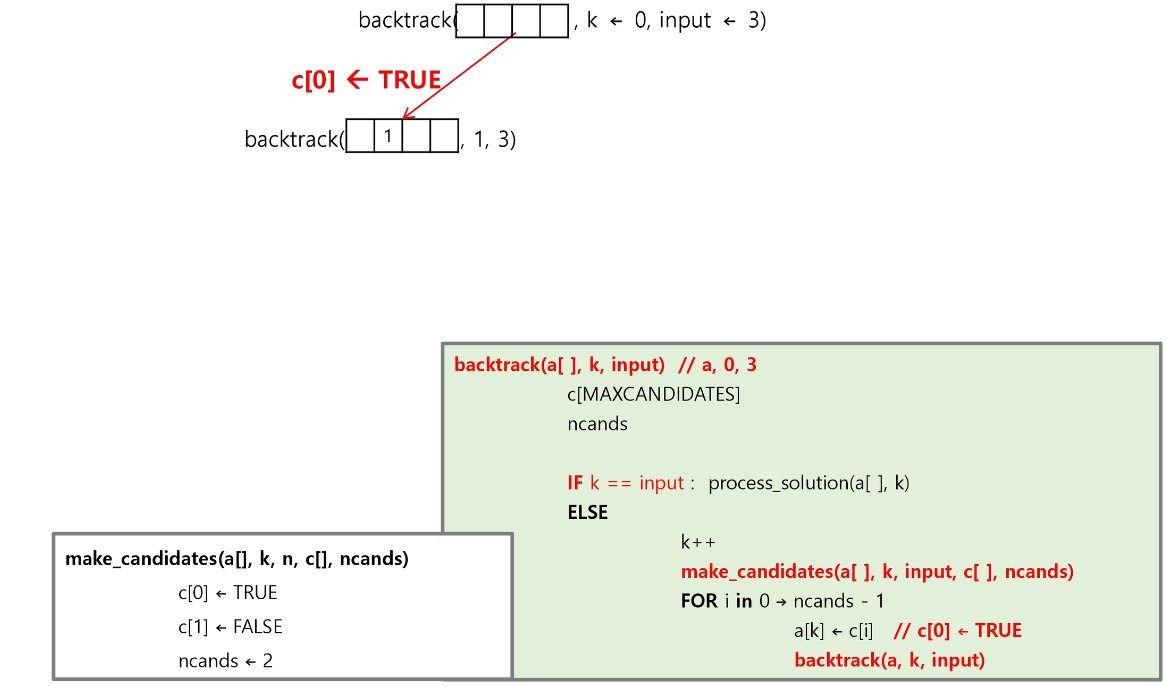 backtrack( , k ← 0, input ← 3)
c[0] ← TRUE
backtrack( 1 , 1, 3)
backtrack(a[ ], k, input) // a, 0, 3
c[MAXCANDIDATES]
ncands
IF k == input : process_solution(a[ ], k)
ELSE
k++
make_candidates(a[ ], k, input, c[ ], ncands)
FOR i in 0 → ncands - 1
a[k] ← c[i] // c[0] ← TRUE
backtrack(a, k, input)
make_candidates(a[], k, n, c[], ncands)
c[0] ← TRUE
c[1] ← FALSE
ncands ← 2